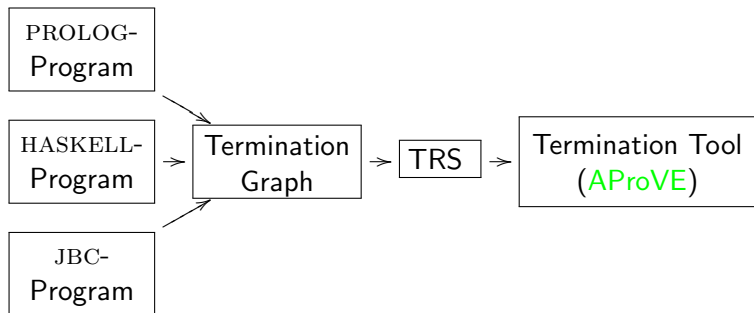 PROLOG-
Program
HASKELL-
Program
JBC-
Program
Termination
Graph
TRS
Termination Tool
(AProVE)